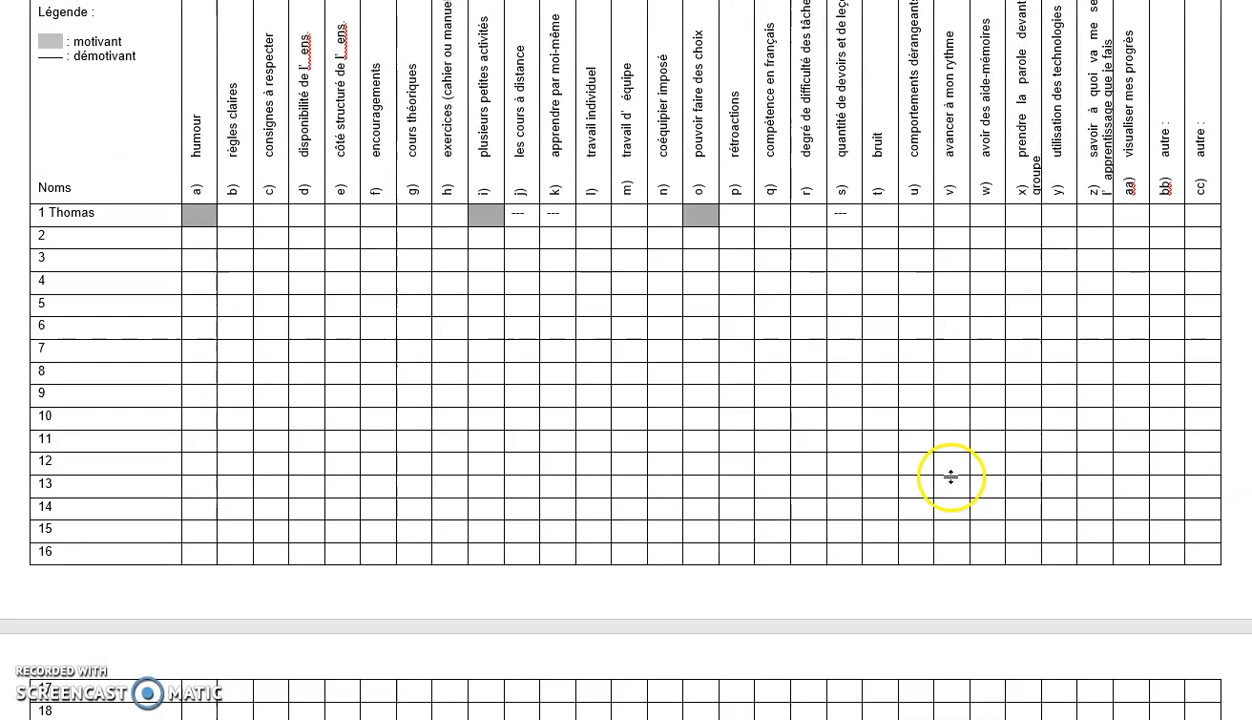 Légende :
: motivant
: démotivant
Noms
a) humour
b) règles claires
c) consignes à respecter
d) disponibilité de l' ens.
e) côté structuré de l' ens.
f) encouragements
g) cours théoriques
h) exercices (cahier ou
i) plusieurs petites activités
j) les cours à distance
k) apprendre par moi-même
l) travail individuel
m) travail d' équipe
n) coéquipier imposé
o) pouvoir faire des choix
p) rétroactions
q) compétence en français
r) degré de difficulté des
s) quantité de devoirs et de
t) bruit
u) comportements
v) avancer à mon rythme
w) avoir des aide-mémoires
x) prendre la parole devant
groupe
y) utilisation des technologies
z) savoir à quoi va me
l' apprentissage que je fais
aa) visualiser mes progrès
bb) autre :
cc) autre :
1 Thomas --- --- ---
2
3
4
5
6
7
8
9
10
11
12
13
14
15
16
17
18
RECORDED WITH
SCREENCAST MATIC